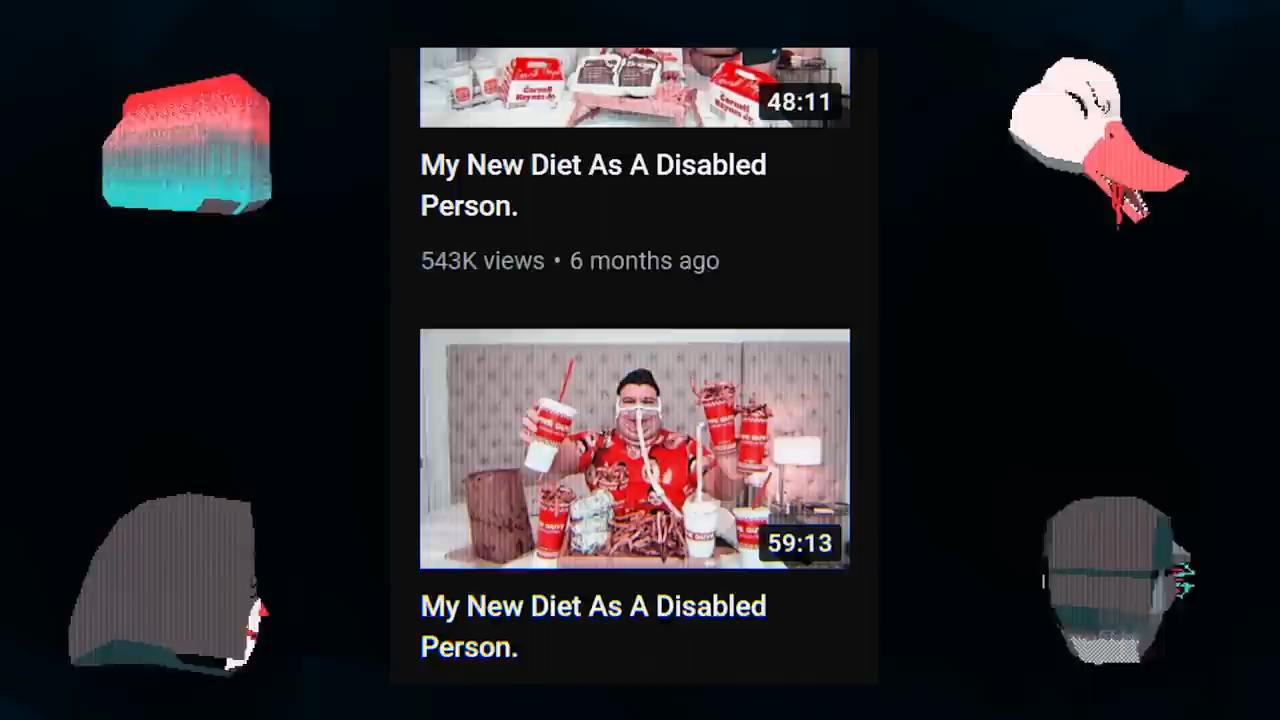 48:11
My New Diet As A Disabled
Person.
543K views • 6 months ago
59:13
My New Diet As A Disabled
Person.